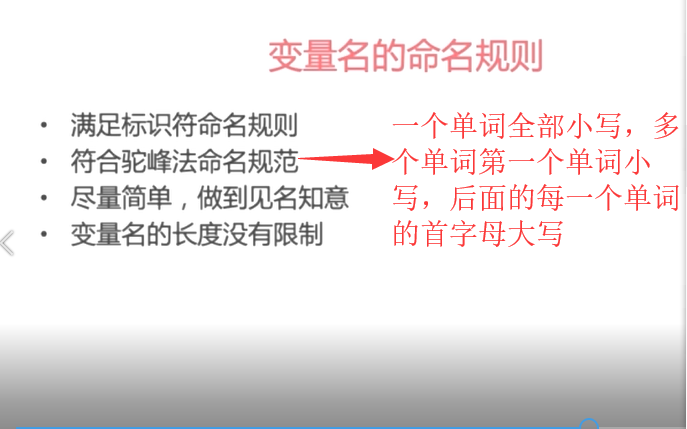 变量名的命名规则
• 满足标识符命名规则
• 符合驼峰法命名规范
• 尽量简单，做到见名知意
• 变量名的长度没有限制
一个单词全部小写，多
个单词第一个单词小
写，后面的每一个单词
的首字母大写